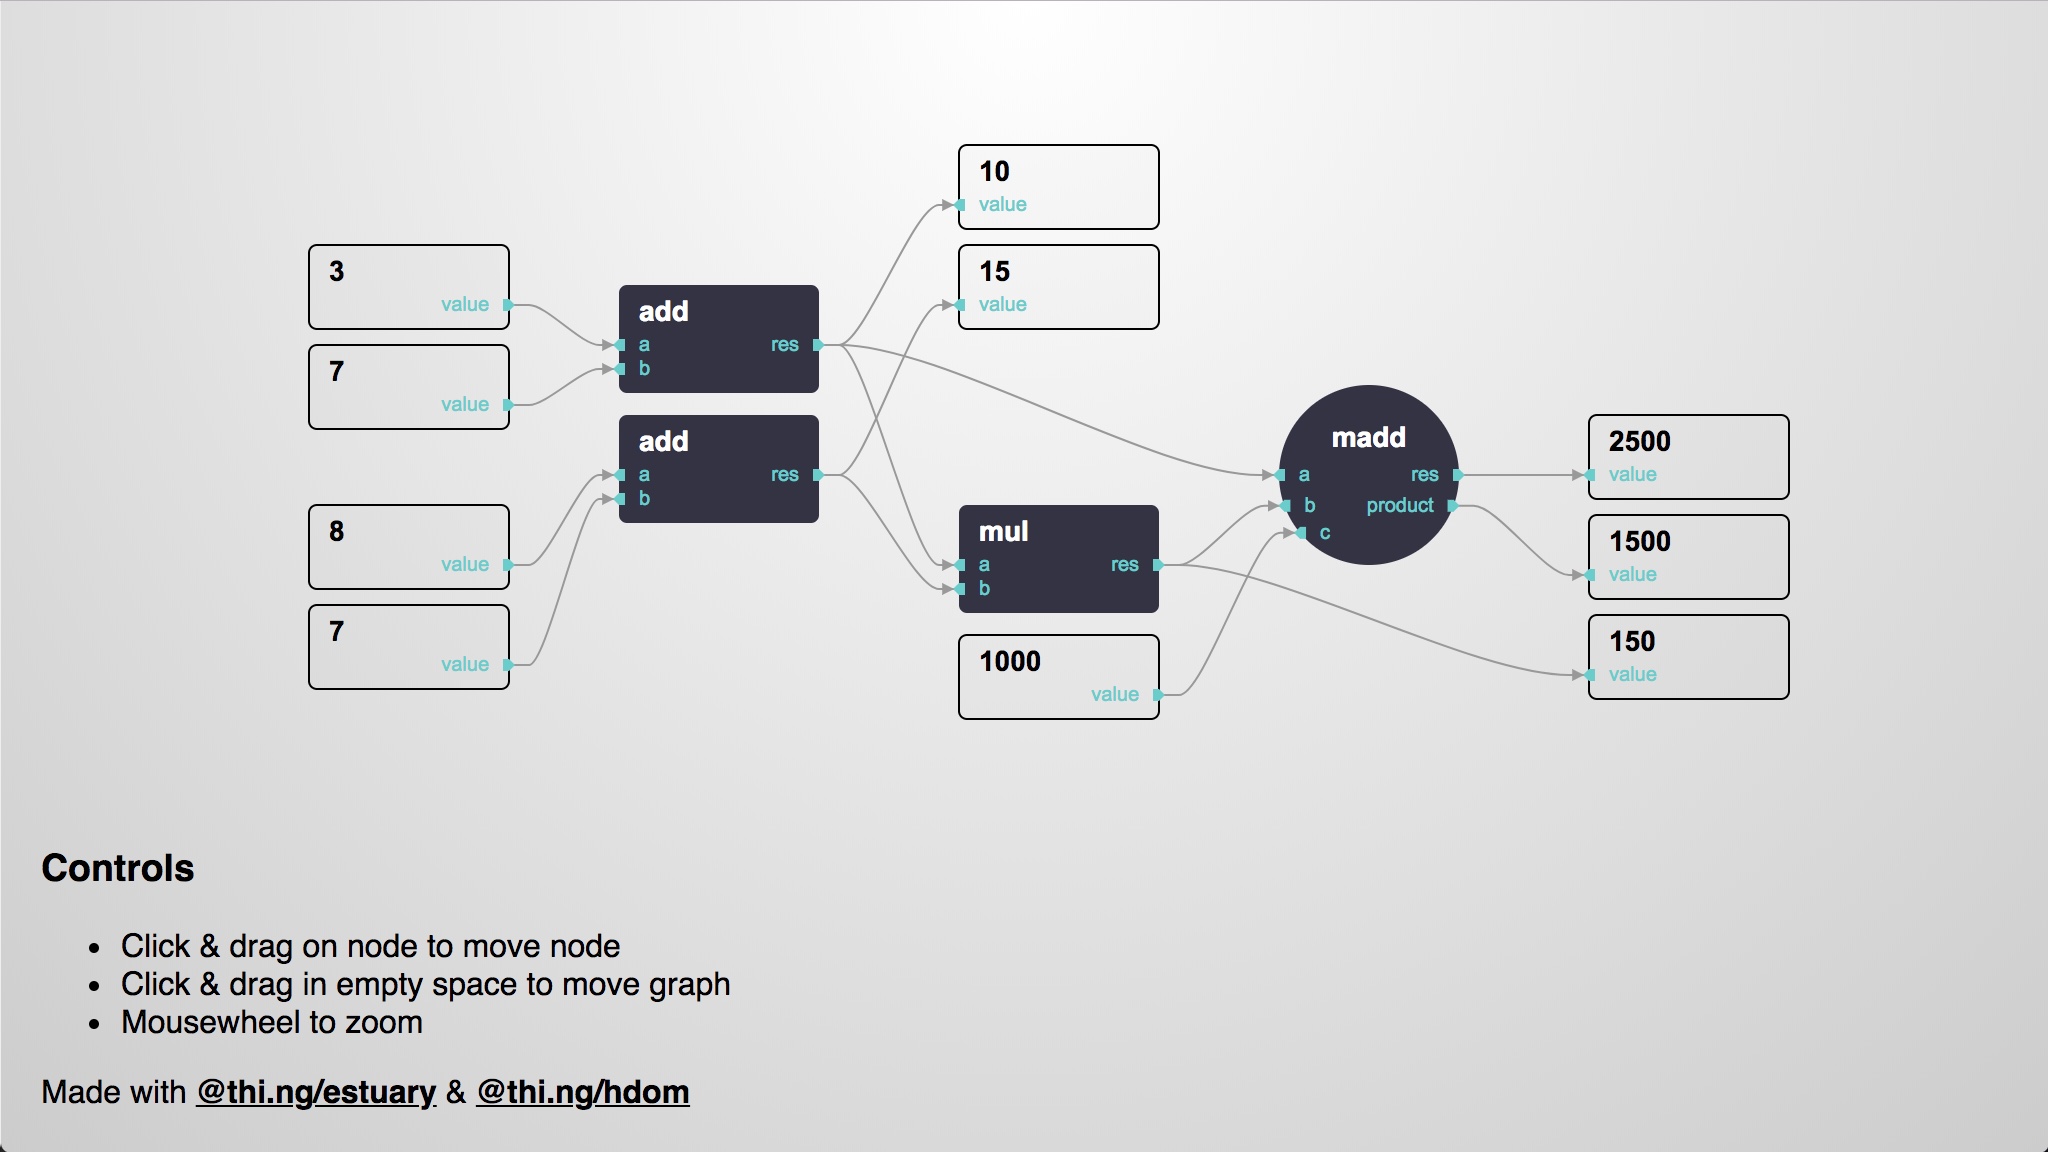 3
value
7
value
8
value
7
value
add
a res
b
add
a res
b
10
value
15
value
mul
a res
b
1000
value
madd
a res
b product
c
2500
value
1500
value
150
value
Controls
• Click & drag on node to move node
• Click & drag in empty space to move graph
• Mousewheel to zoom
Made with @thi.ng/estuary & @thi.ng/hdom